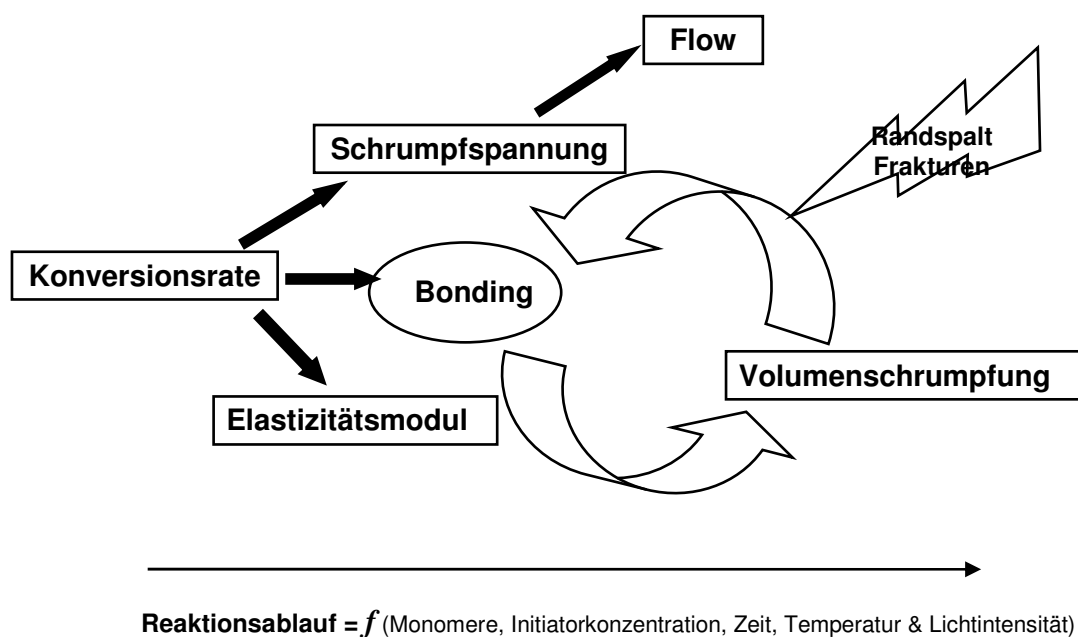 Flow
Schrumpfspannung
Randspalt
Frakturen
Konversionsrate
Bonding
Volumenschrumpfung
Elastizitätsmodul
Reaktionsablauf = f (Monomere, Initiatorkonzentration, Zeit, Temperatur & Lichtintensität)